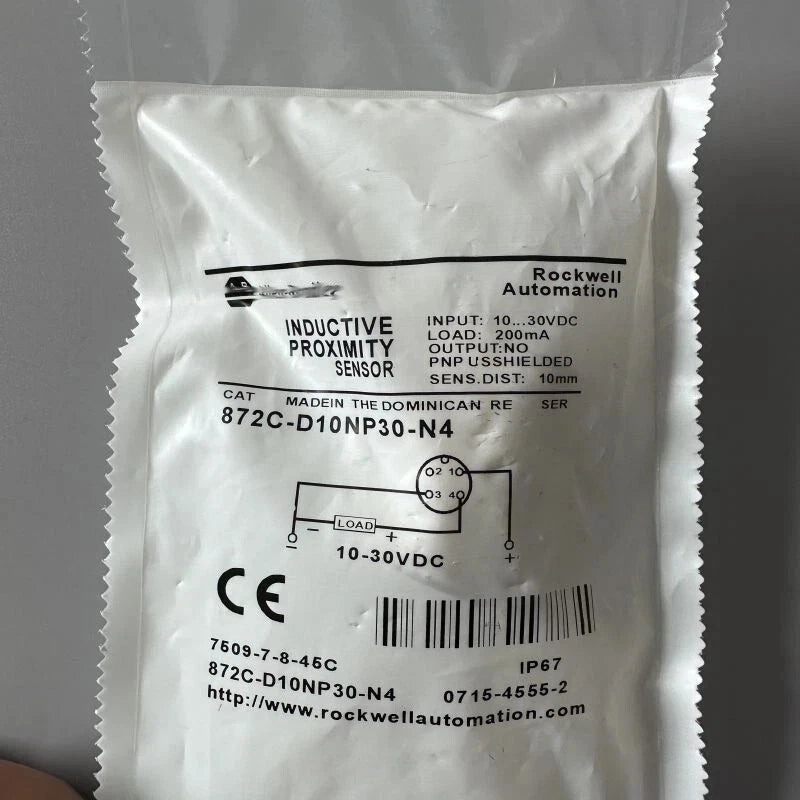 Rockwell
Automation
INDUCTIVE
PROXIMITY
SENSOR
INPUT: 10...30VDC
LOAD: 200mA
OUTPUT:NO
PNP USSHIELDED
SENS.DIST: 10mm
CAT MADEIN THE DOMINICAN RE SER
872C-D10NP30-N4
2 1
3 4
LOAD
− +
− 10-30VDC +
CE
7509-7-8-45C IP67
872C-D10NP30-N4 0715-4555-2
http://www.rockwellautomation.com